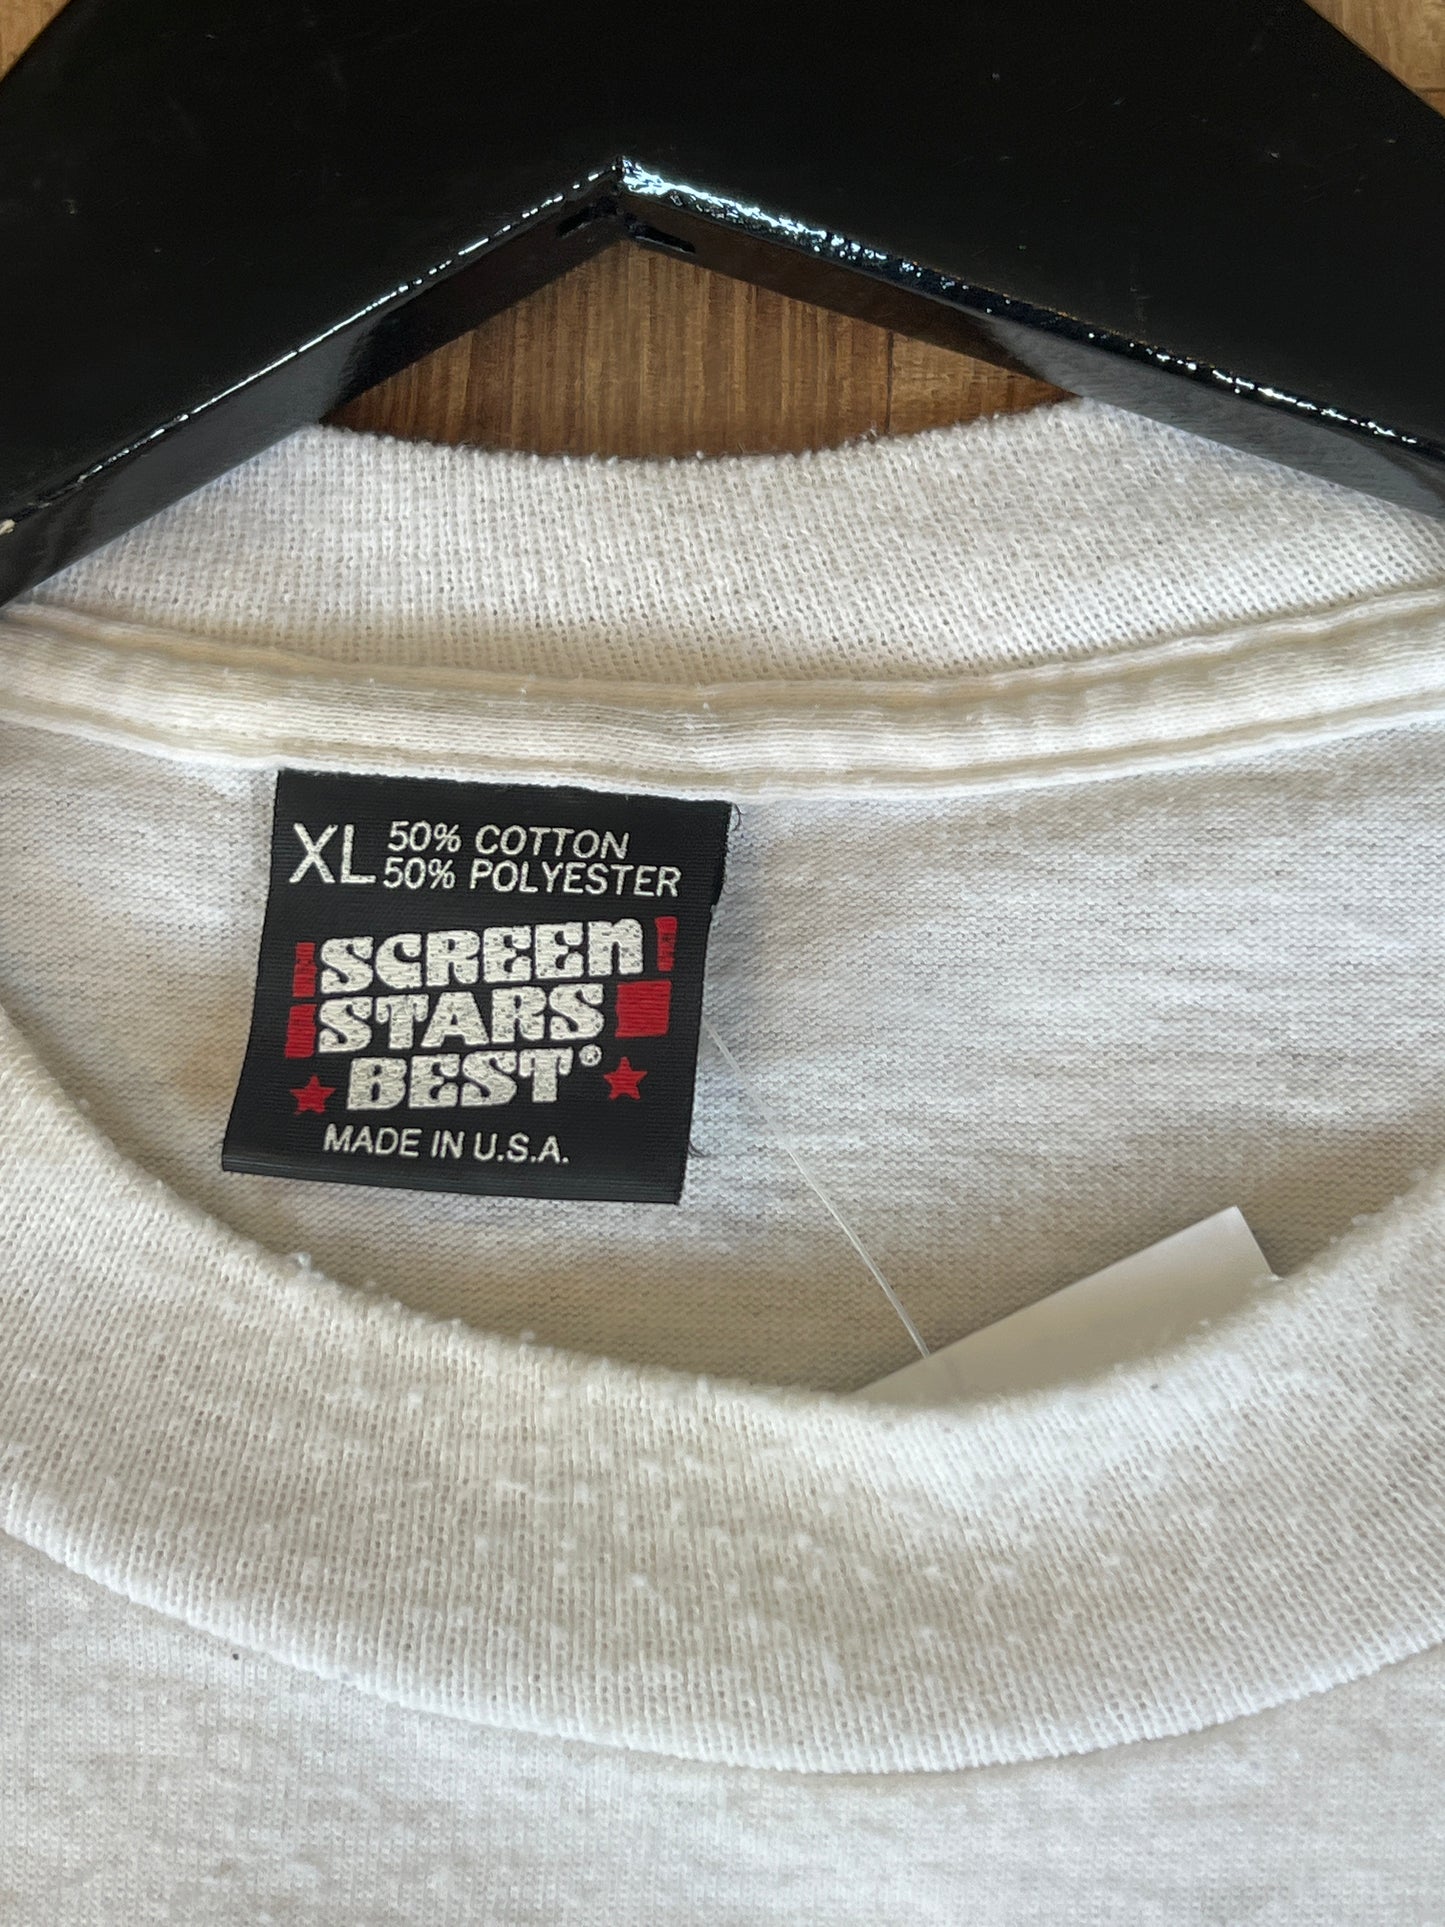 XL 50% COTTON
50% POLYESTER
SCREEN
STARS
BEST®
MADE IN U.S.A.